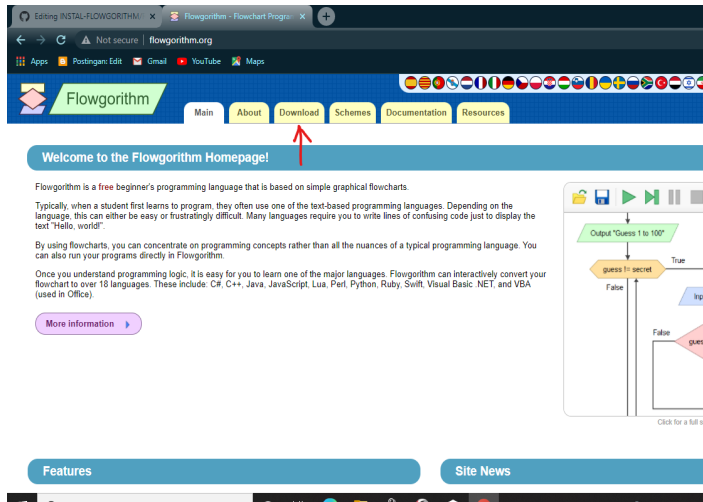 Editing INSTAL-FLOWGORITHM/
Flowgorithm - Flowchart Program
Not secure | flowgorithm.org
Apps Postingan: Edit Gmail YouTube Maps
Flowgorithm
Main About Download Schemes Documentation Resources
Welcome to the Flowgorithm Homepage!
Flowgorithm is a free beginner's programming language that is based on simple graphical flowcharts.
Typically, when a student first learns to program, they often use one of the text-based programming languages. Depending on the
language, this can either be easy or frustratingly difficult. Many languages require you to write lines of confusing code just to display the
text "Hello, world!".
By using flowcharts, you can concentrate on programming concepts rather than all the nuances of a typical programming language. You
can also run your programs directly in Flowgorithm.
Once you understand programming logic, it is easy for you to learn one of the major languages. Flowgorithm can interactively convert your
flowchart to over 18 languages. These include: C#, C++, Java, JavaScript, Lua, Perl, Python, Ruby, Swift, Visual Basic .NET, and VBA
(used in Office).
More information
Output "Guess 1 to 100"
guess != secret
True
False
Inp
False
gues
Click for a full s
Features
Site News